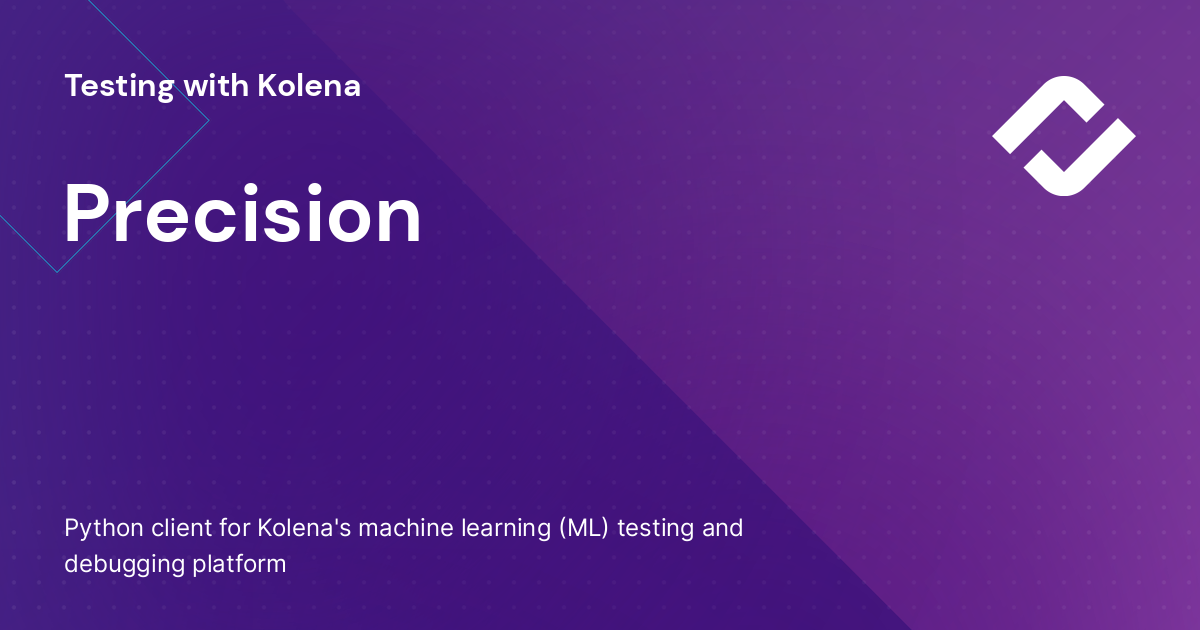 Testing with Kolena
Precision
Python client for Kolena's machine learning (ML) testing and
debugging platform